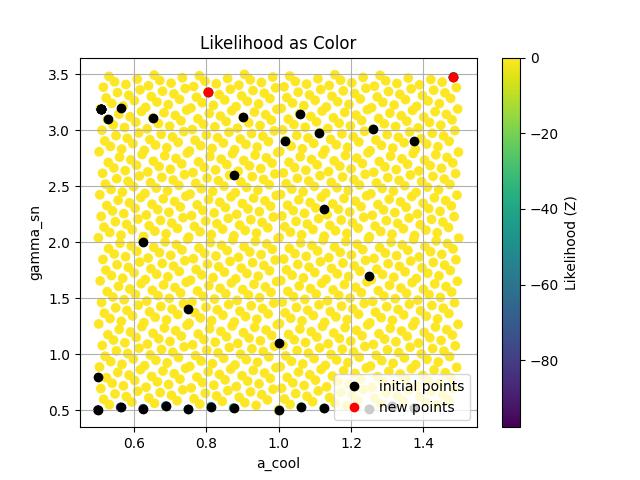 Likelihood as Color
3.5
3.0
2.5
2.0
1.5
1.0
0.5
gamma_sn
0.6 0.8 1.0 1.2 1.4
a_cool
initial points
new points
0
−20
−40
−60
−80
Likelihood (Z)